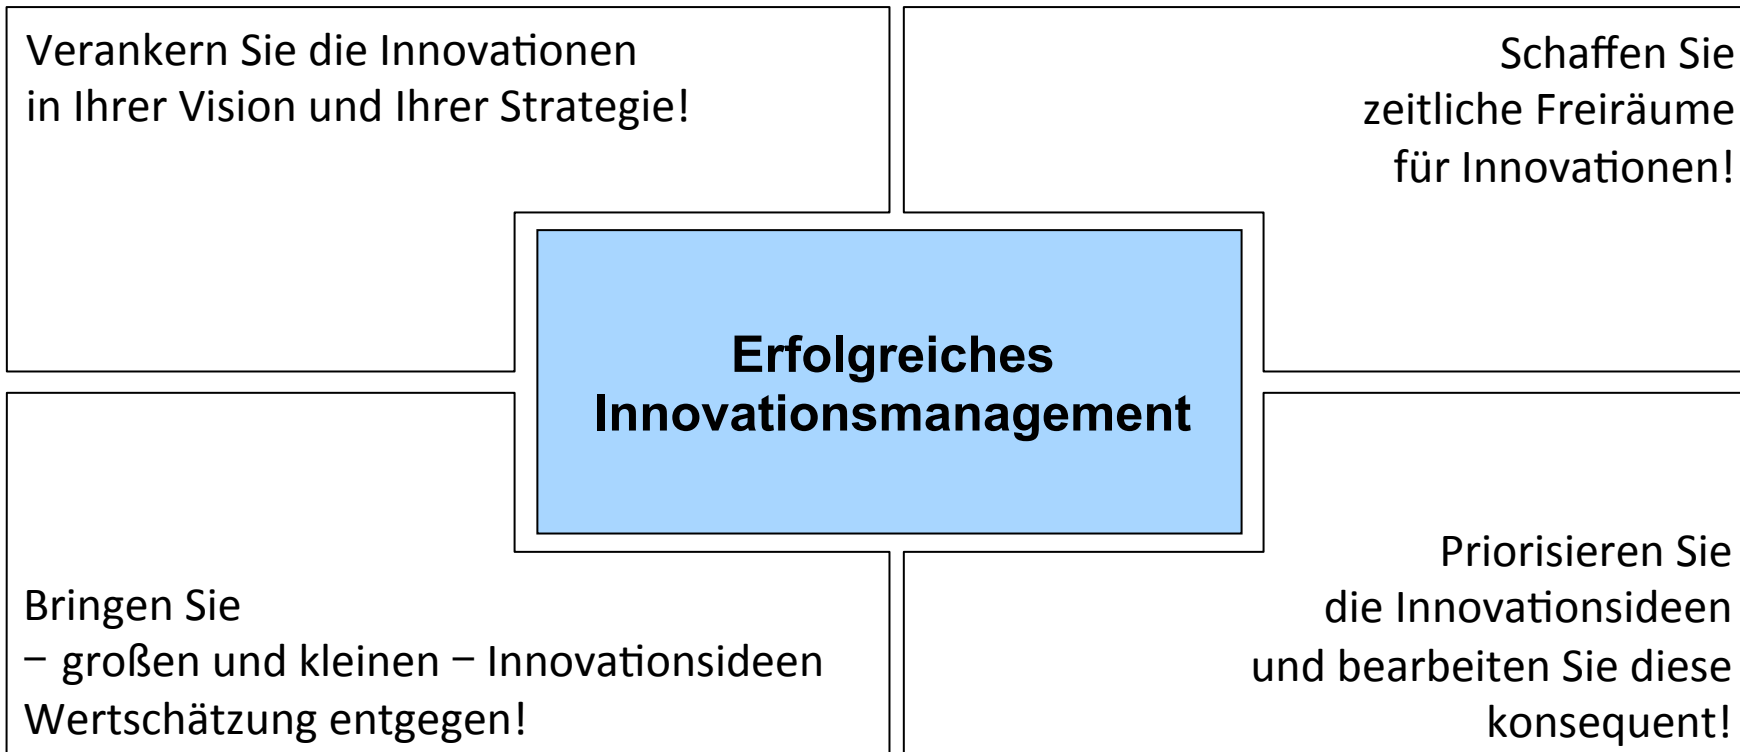 Verankern Sie die Innovationen
in Ihrer Vision und Ihrer Strategie!
Schaffen Sie
zeitliche Freiräume
für Innovationen!
Erfolgreiches
Innovationsmanagement
Bringen Sie
– großen und kleinen – Innovationsideen
Wertschätzung entgegen!
Priorisieren Sie
die Innovationsideen
und bearbeiten Sie diese
konsequent!